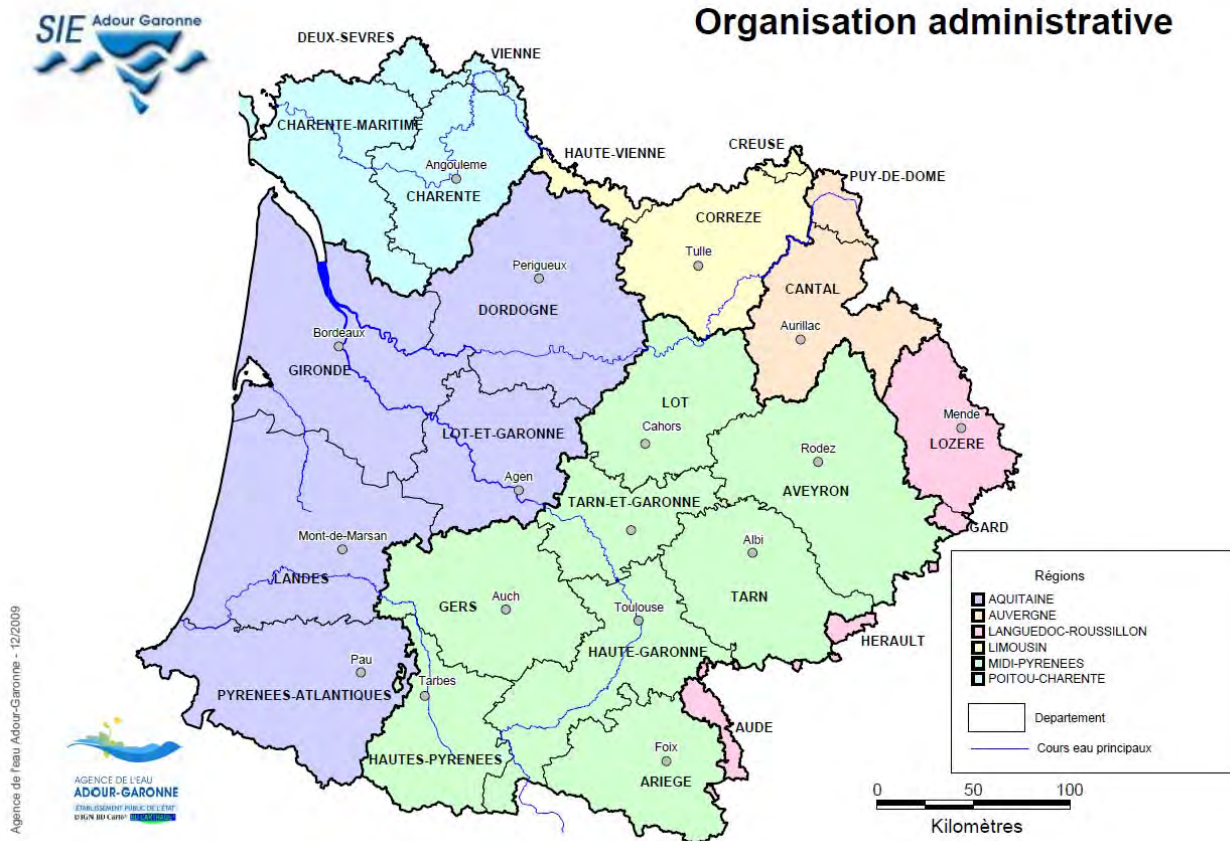 Organisation administrative
SIE Adour Garonne
DEUX-SEVRES
VIENNE
CHARENTE-MARITIME
HAUTE-VIENNE
CREUSE
PUY-DE-DOME
Angouleme
CHARENTE
CORREZE
Tulle
Perigueux
DORDOGNE
CANTAL
Aurillac
Bordeaux
GIRONDE
LOT
Mende
LOT-ET-GARONNE
Cahors
LOZERE
Rodez
Agen
AVEYRON
TARN-ET-GARONNE
GARD
Mont-de-Marsan
Albi
LANDES
GERS
Auch
Toulouse
TARN
HERAULT
HAUTE-GARONNE
Pau
PYRENEES-ATLANTIQUES
Tarbes
AUDE
HAUTES-PYRENEES
Foix
ARIEGE
Régions
AQUITAINE
AUVERGNE
LANGUEDOC-ROUSSILLON
LIMOUSIN
MIDI-PYRENEES
POITOU-CHARENTE
Departement
Cours eau principaux
0 50 100
Kilomètres
AGENCE DE L'EAU
ADOUR-GARONNE
ÉTABLISSEMENT PUBLIC DE L'ÉTAT
Agence de l'eau Adour-Garonne - 12/2009